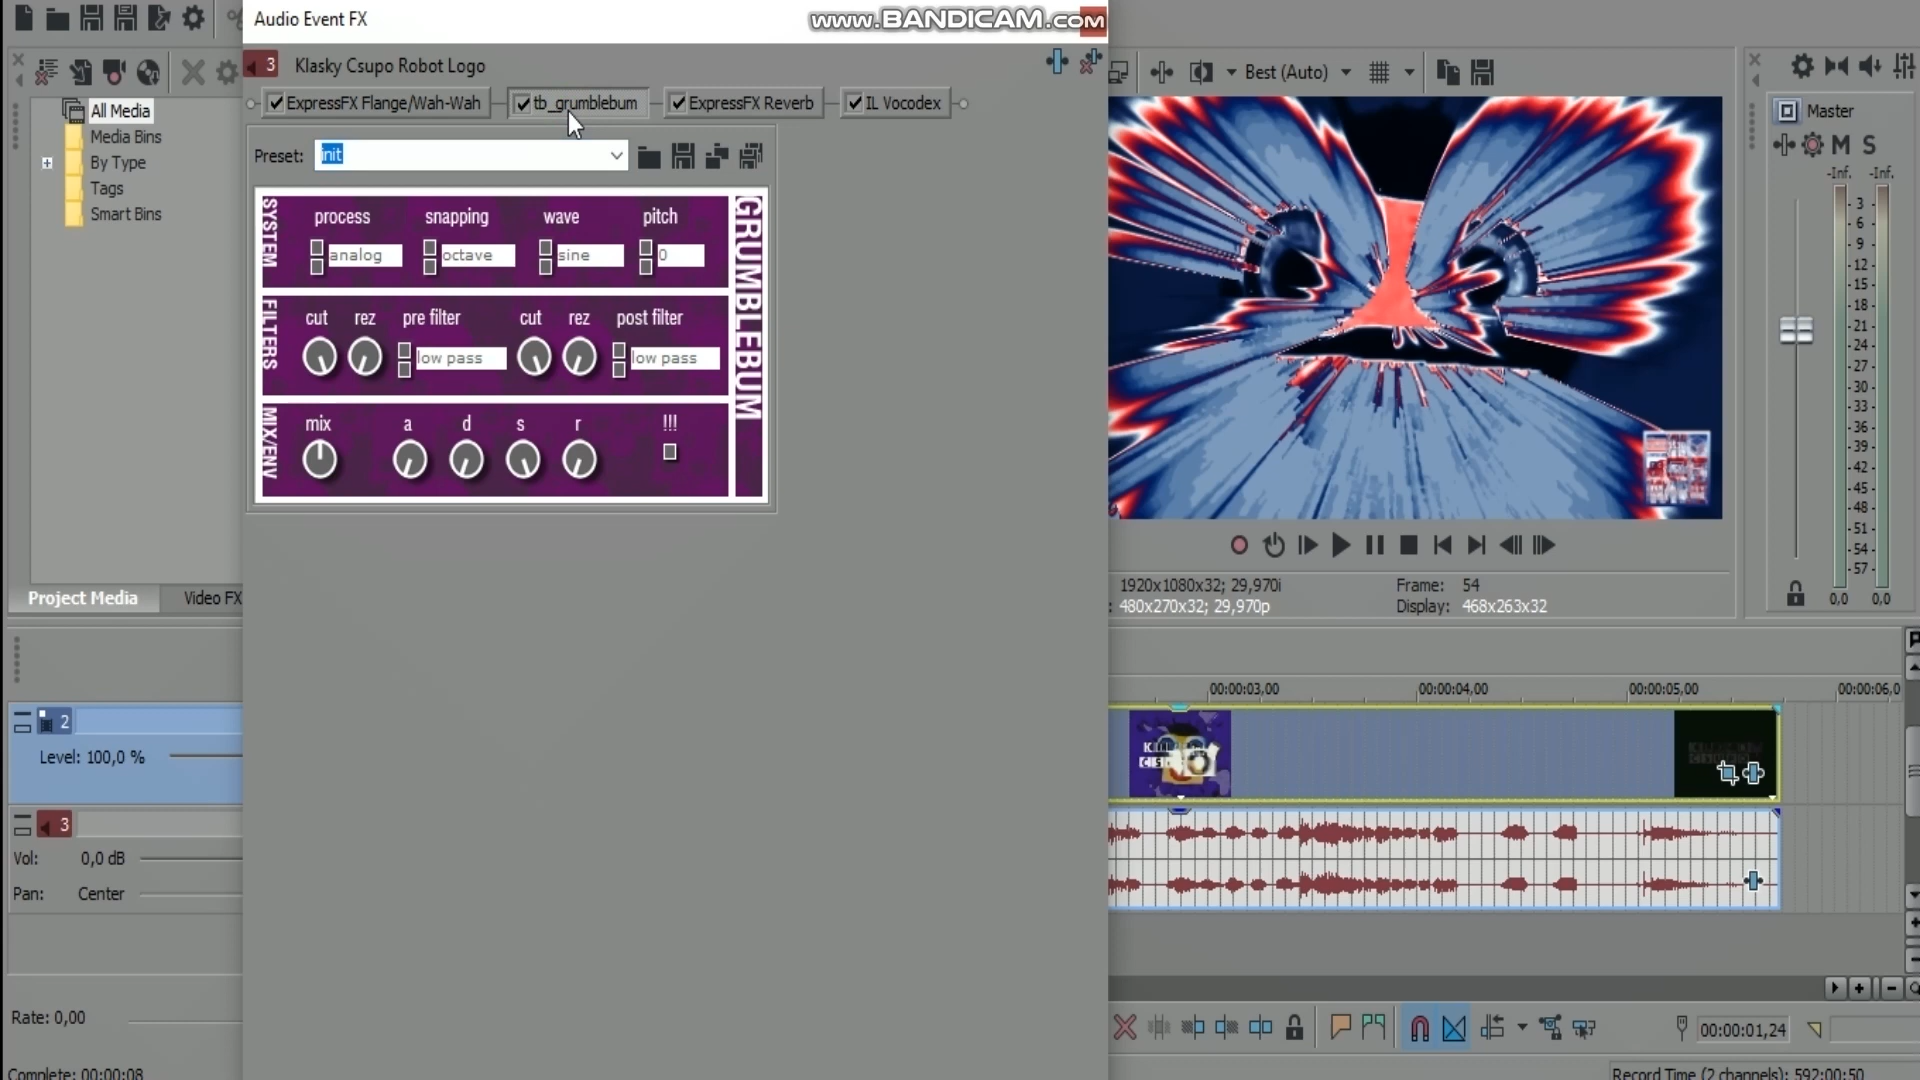 Audio Event FX
www.BANDICAM.com
3 Klasky Csupo Robot Logo
ExpressFX Flange/Wah-Wah
tb_grumblebum
ExpressFX Reverb
IL Vocodex
Preset: init
SYSTEM
process
snapping
wave
pitch
analog
octave
sine
0
FILTERS
cut
rez
pre filter
cut
rez
post filter
low pass
low pass
MIX/ENV
mix
a
d
s
r
!!!
GRUMBLEBUM
All Media
Media Bins
By Type
Tags
Smart Bins
Project Media
Video FX
Best (Auto)
1920x1080x32; 29,970i
Frame: 54
: 480x270x32; 29,970p
Display: 468x263x32
Master
M S
-Inf. -Inf.
3
6
9
12
15
18
21
24
27
30
33
36
39
42
45
48
51
54
57
0,0 0,0
00:00:03,00
00:00:04,00
00:00:05,00
00:00:06,0
2
Level: 100,0 %
3
Vol: 0,0 dB
Pan: Center
Rate: 0,00
00:00:01,24
Complete: 00:00:08
Record Time (2 channels): 592:00:50